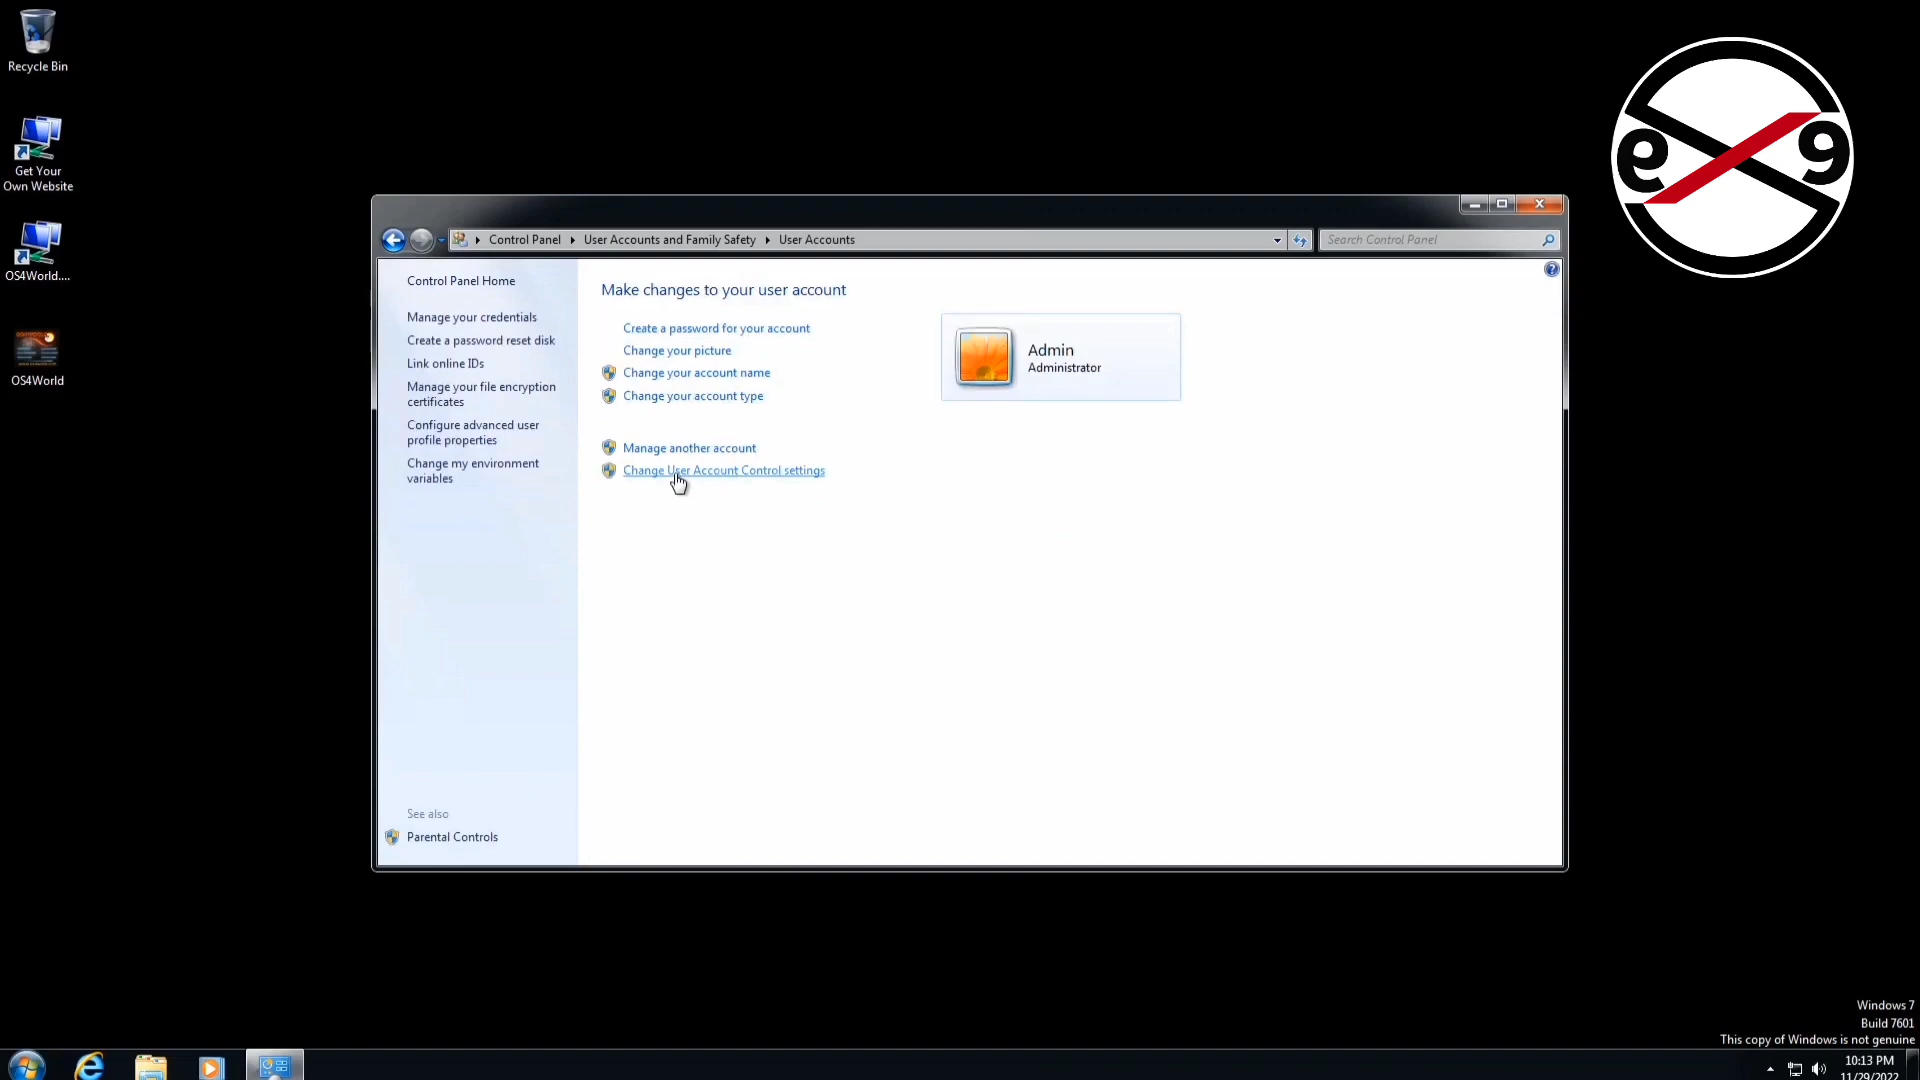 Recycle Bin
Get Your
Own Website
OS4World....
OS4World
e9
Control Panel
User Accounts and Family Safety
User Accounts
Search Control Panel
Control Panel Home
Manage your credentials
Create a password reset disk
Link online IDs
Manage your file encryption
certificates
Configure advanced user
profile properties
Change my environment
variables
See also
Parental Controls
Make changes to your user account
Create a password for your account
Change your picture
Change your account name
Change your account type
Manage another account
Change User Account Control settings
Admin
Administrator
Windows 7
Build 7601
This copy of Windows is not genuine
10:13 PM
11/29/2022